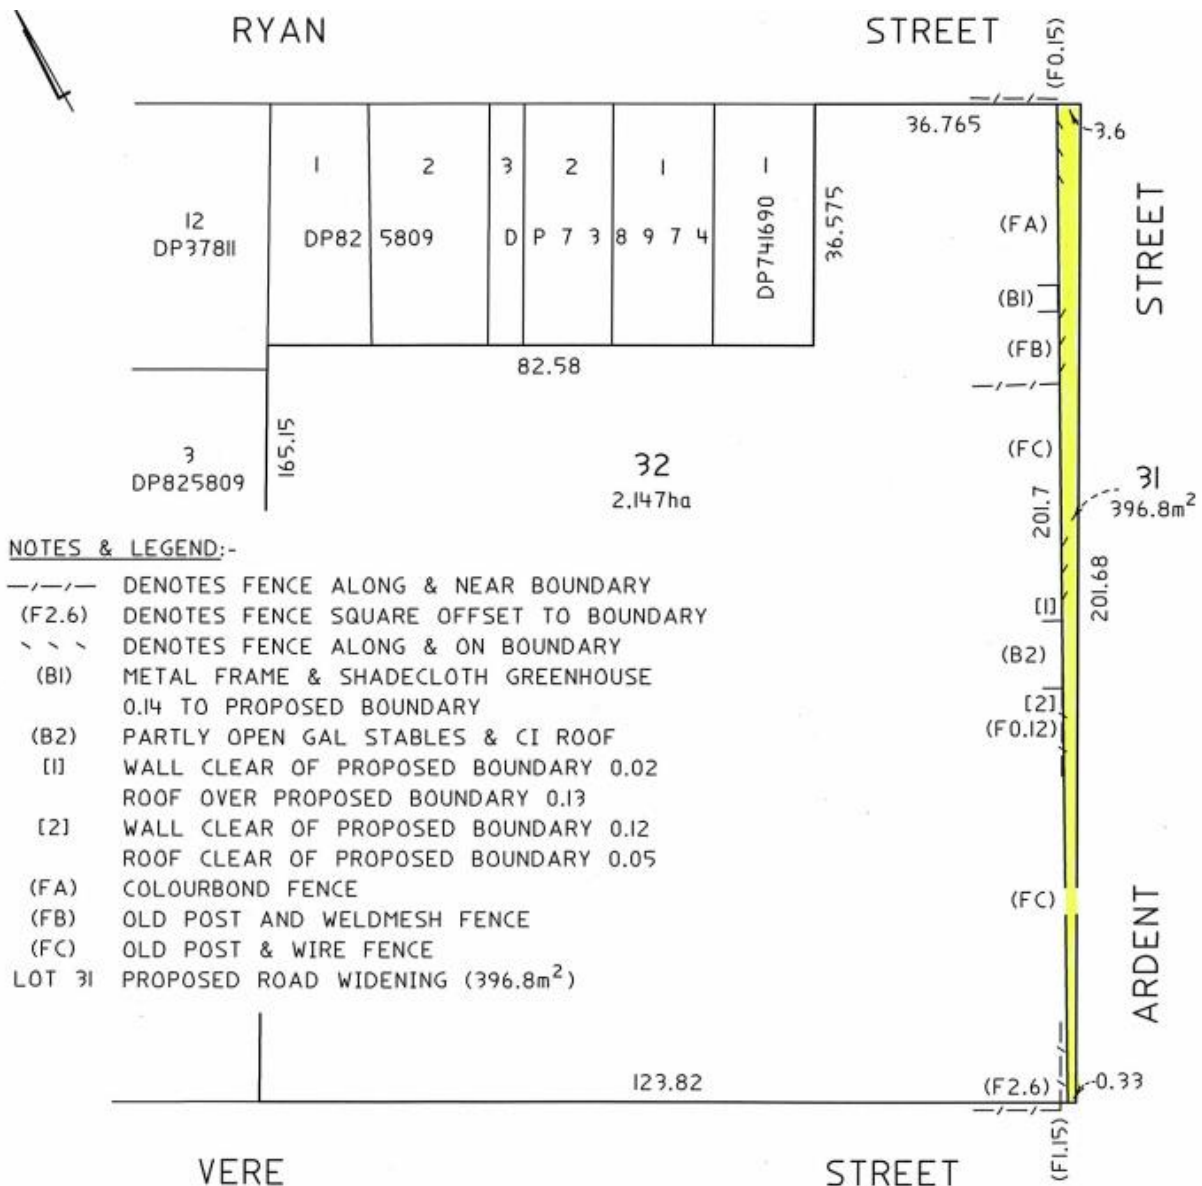 RYAN STREET
(F0.15)
36.765
3.6
1 2 3 2 1 1
12
DP37811
DP82 5809 D P 7 3 8 9 7 4
DP741690
36.575
(FA)
STREET
(B1)
(FB)
82.58
165.15
3
DP825809
32
2.147ha
(FC)
201.7
31
396.8m²
201.68
[1]
(B2)
[2]
(F0.12)
NOTES & LEGEND:-
DENOTES FENCE ALONG & NEAR BOUNDARY
(F2.6) DENOTES FENCE SQUARE OFFSET TO BOUNDARY
DENOTES FENCE ALONG & ON BOUNDARY
(B1) METAL FRAME & SHADECLOTH GREENHOUSE
0.14 TO PROPOSED BOUNDARY
(B2) PARTLY OPEN GAL STABLES & CI ROOF
[1] WALL CLEAR OF PROPOSED BOUNDARY 0.02
ROOF OVER PROPOSED BOUNDARY 0.13
[2] WALL CLEAR OF PROPOSED BOUNDARY 0.12
ROOF CLEAR OF PROPOSED BOUNDARY 0.05
(FA) COLOURBOND FENCE
(FB) OLD POST AND WELDMESH FENCE
(FC) OLD POST & WIRE FENCE
LOT 31 PROPOSED ROAD WIDENING (396.8m²)
(FC)
ARDENT
123.82
(F2.6)
0.33
(F1.15)
VERE STREET